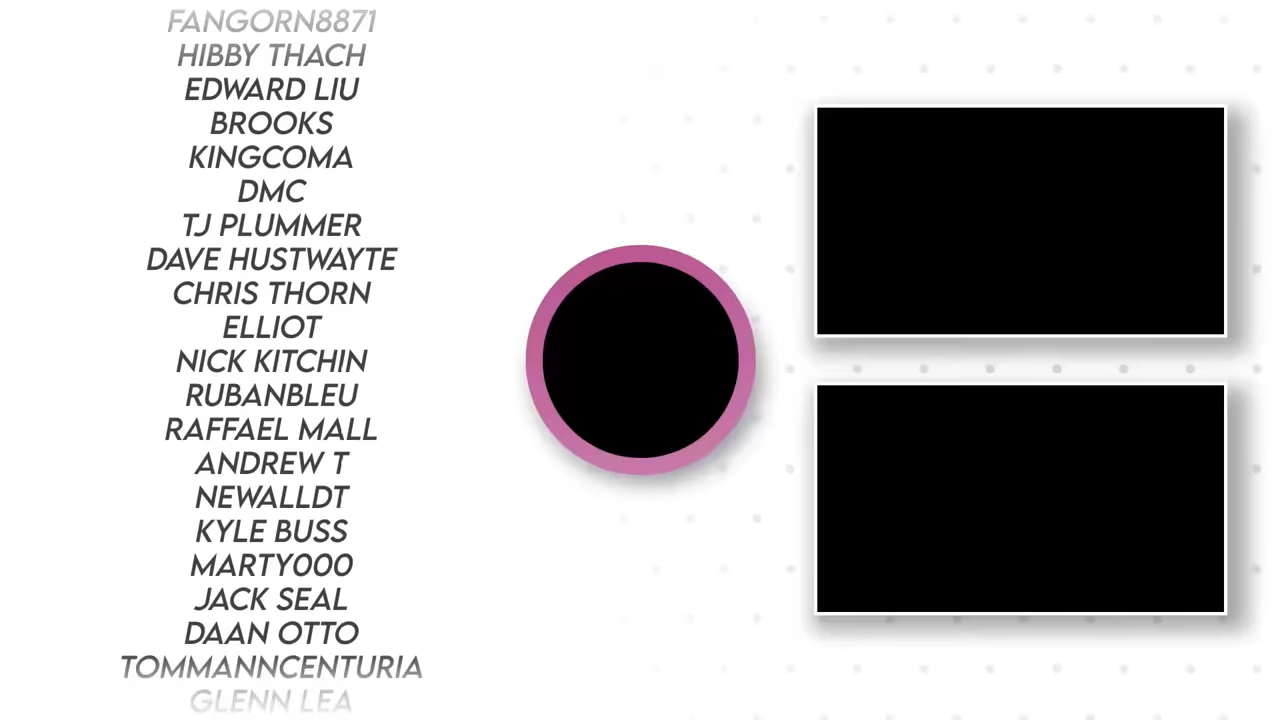 FANGORN8871
HIBBY THACH
EDWARD LIU
BROOKS
KINGCOMA
DMC
TJ PLUMMER
DAVE HUSTWAYTE
CHRIS THORN
ELLIOT
NICK KITCHIN
RUBANBLEU
RAFFAEL MALL
ANDREW T
NEWALLDT
KYLE BUSS
MARTY000
JACK SEAL
DAAN OTTO
TOMMANNCENTURIA
GLENN LEA